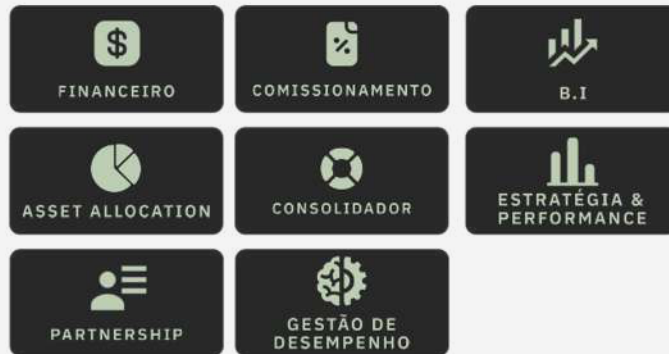 $
%
FINANCEIRO
COMISSIONAMENTO
B.I
ASSET ALLOCATION
CONSOLIDADOR
ESTRATÉGIA &
PERFORMANCE
PARTNERSHIP
GESTÃO DE
DESEMPENHO